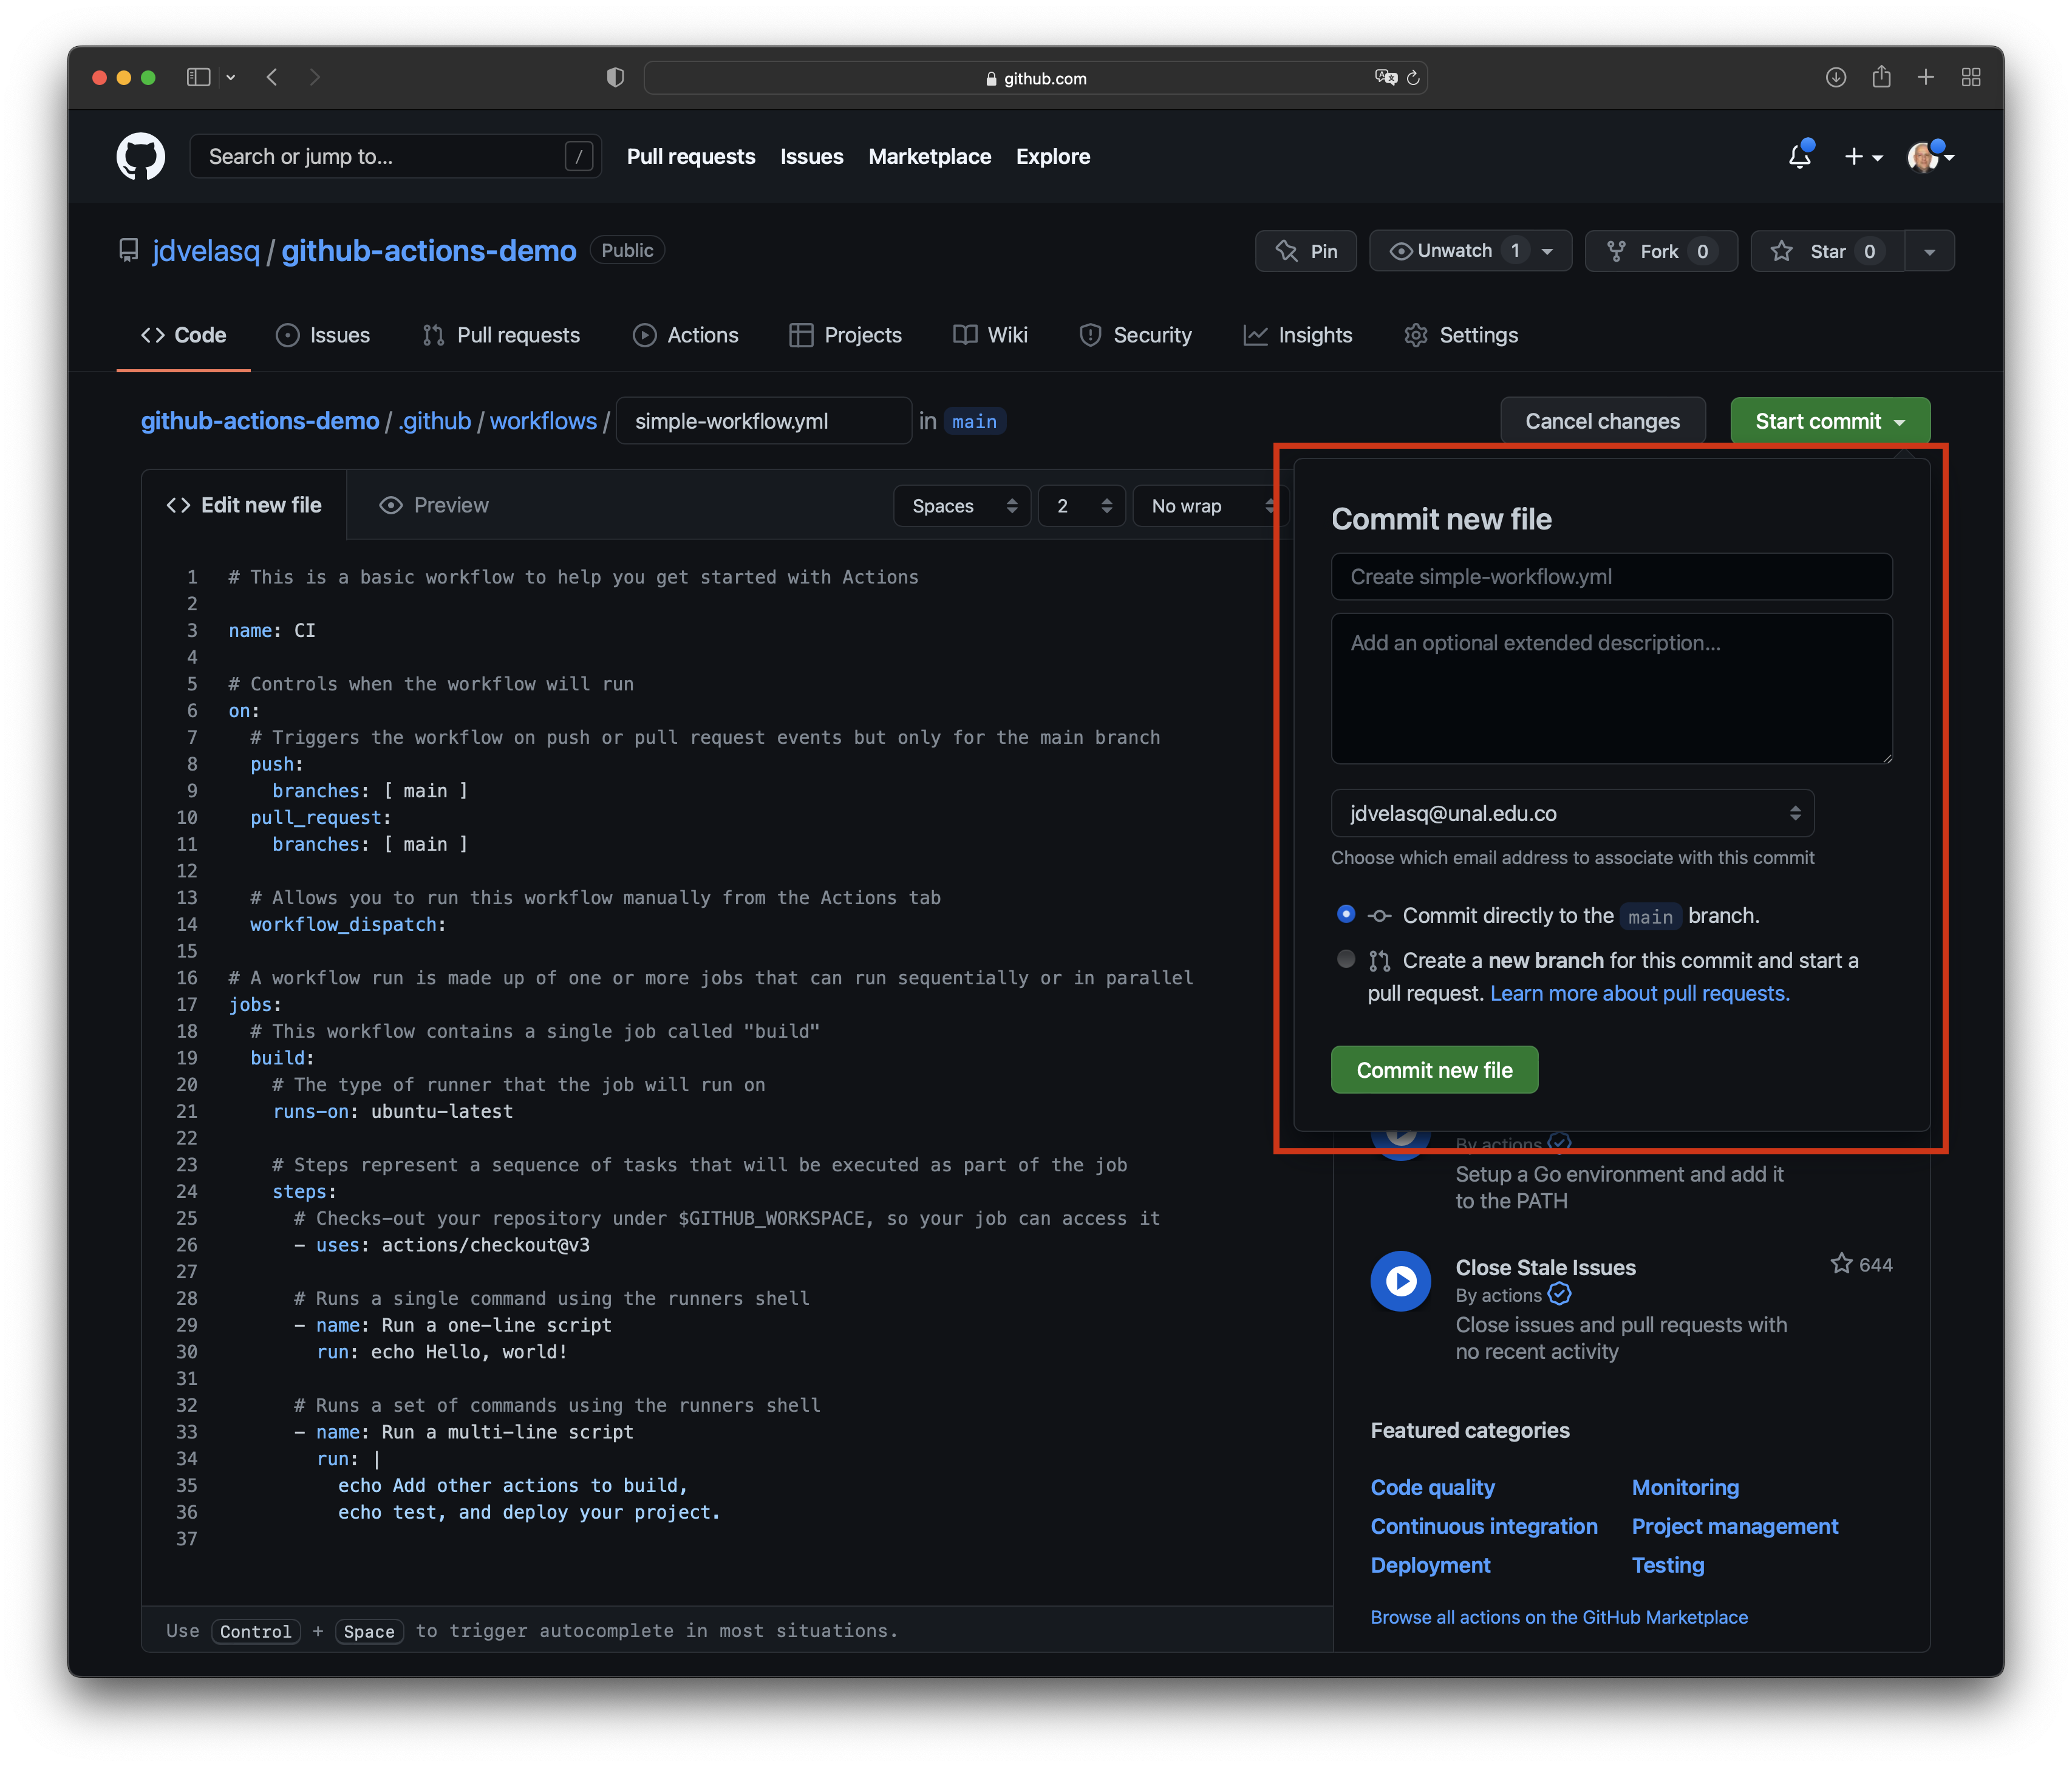 github.com
Search or jump to... /
Pull requests Issues Marketplace Explore
jdvelasq / github-actions-demo Public
Pin Unwatch 1 Fork 0 Star 0
Code Issues Pull requests Actions Projects Wiki Security Insights Settings
github-actions-demo / .github / workflows / simple-workflow.yml in main
Cancel changes Start commit
Edit new file Preview Spaces 2 No wrap
1 # This is a basic workflow to help you get started with Actions
2
3 name: CI
4
5 # Controls when the workflow will run
6 on:
7 # Triggers the workflow on push or pull request events but only for the main branch
8 push:
9 branches: [ main ]
10 pull_request:
11 branches: [ main ]
12
13 # Allows you to run this workflow manually from the Actions tab
14 workflow_dispatch:
15
16 # A workflow run is made up of one or more jobs that can run sequentially or in parallel
17 jobs:
18 # This workflow contains a single job called "build"
19 build:
20 # The type of runner that the job will run on
21 runs-on: ubuntu-latest
22
23 # Steps represent a sequence of tasks that will be executed as part of the job
24 steps:
25 # Checks-out your repository under $GITHUB_WORKSPACE, so your job can access it
26 - uses: actions/checkout@v3
27
28 # Runs a single command using the runners shell
29 - name: Run a one-line script
30 run: echo Hello, world!
31
32 # Runs a set of commands using the runners shell
33 - name: Run a multi-line script
34 run: |
35 echo Add other actions to build,
36 echo test, and deploy your project.
37
Use Control + Space to trigger autocomplete in most situations.
Commit new file
Create simple-workflow.yml
Add an optional extended description...
jdvelasq@unal.edu.co
Choose which email address to associate with this commit
Commit directly to the main branch.
Create a new branch for this commit and start a
pull request. Learn more about pull requests.
Commit new file
By actions
Setup a Go environment and add it
to the PATH
Close Stale Issues 644
By actions
Close issues and pull requests with
no recent activity
Featured categories
Code quality Monitoring
Continuous integration Project management
Deployment Testing
Browse all actions on the GitHub Marketplace